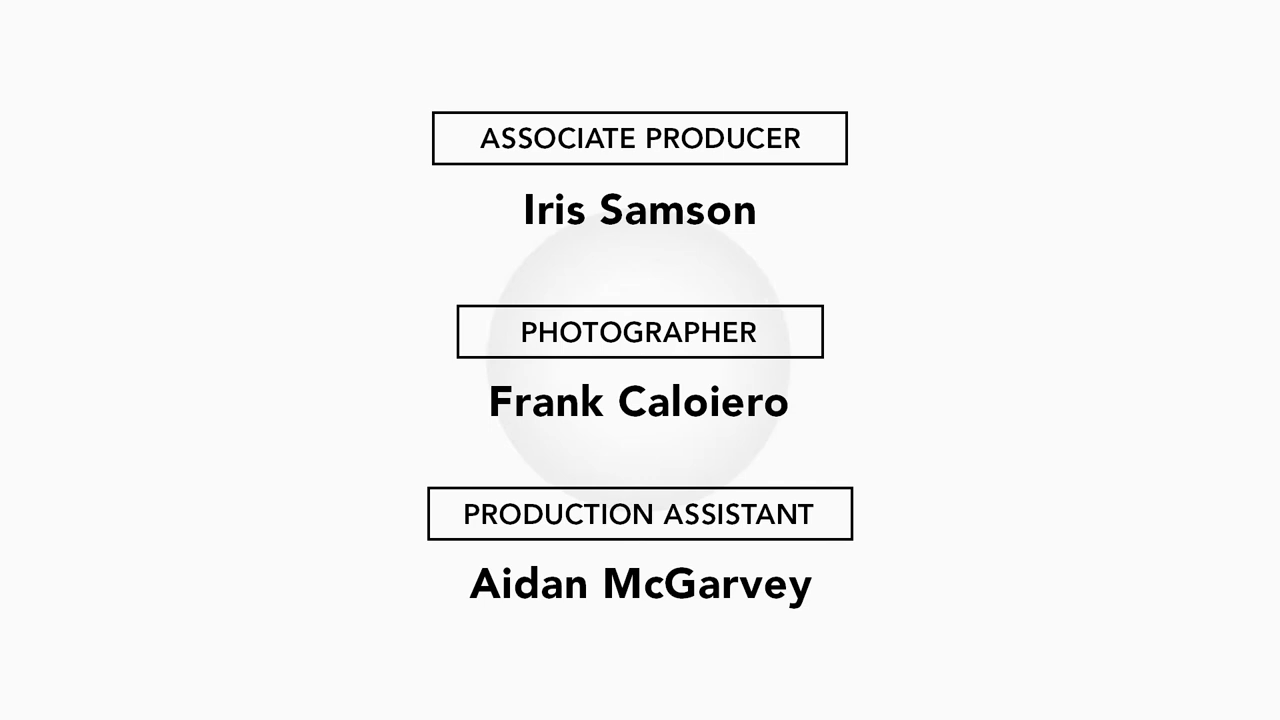 ASSOCIATE PRODUCER
Iris Samson
PHOTOGRAPHER
Frank Caloiero
PRODUCTION ASSISTANT
Aidan McGarvey